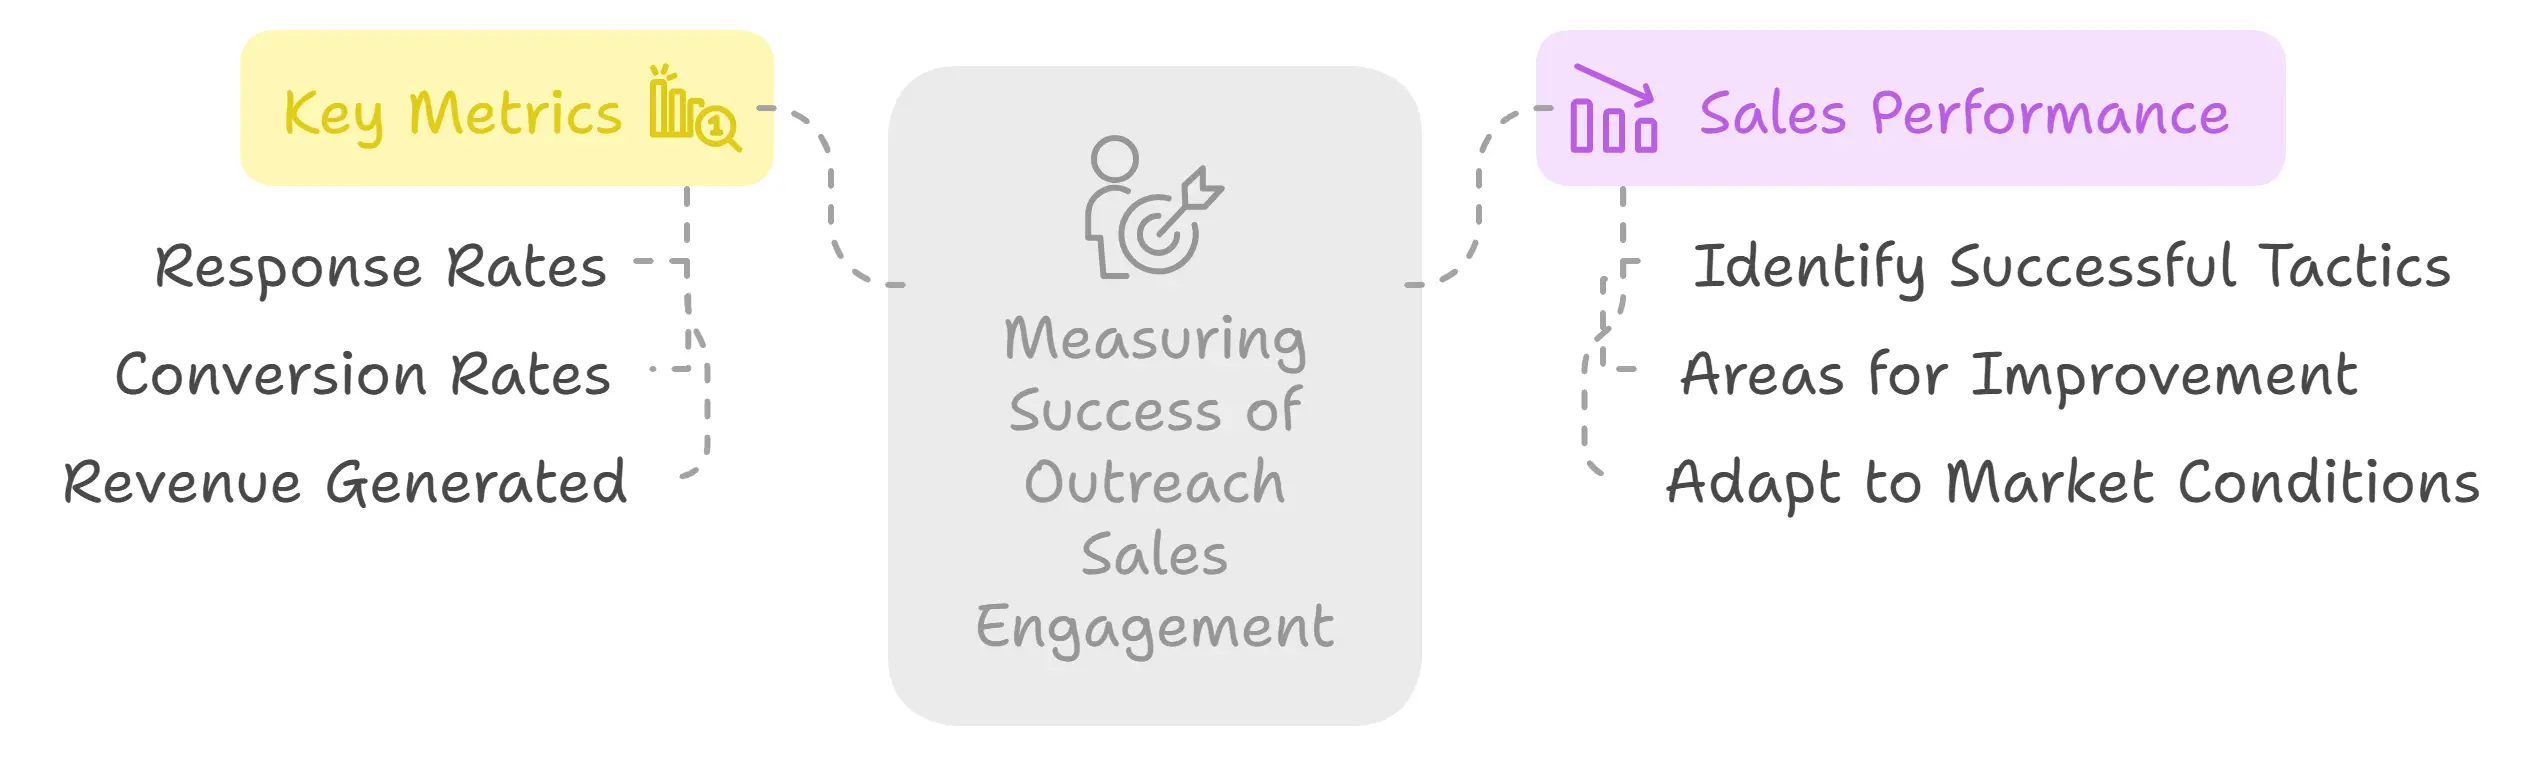 Key Metrics
1
Response Rates
Conversion Rates
Revenue Generated
Measuring
Success of
Outreach
Sales
Engagement
Sales Performance
Identify Successful Tactics
Areas for Improvement
Adapt to Market Conditions